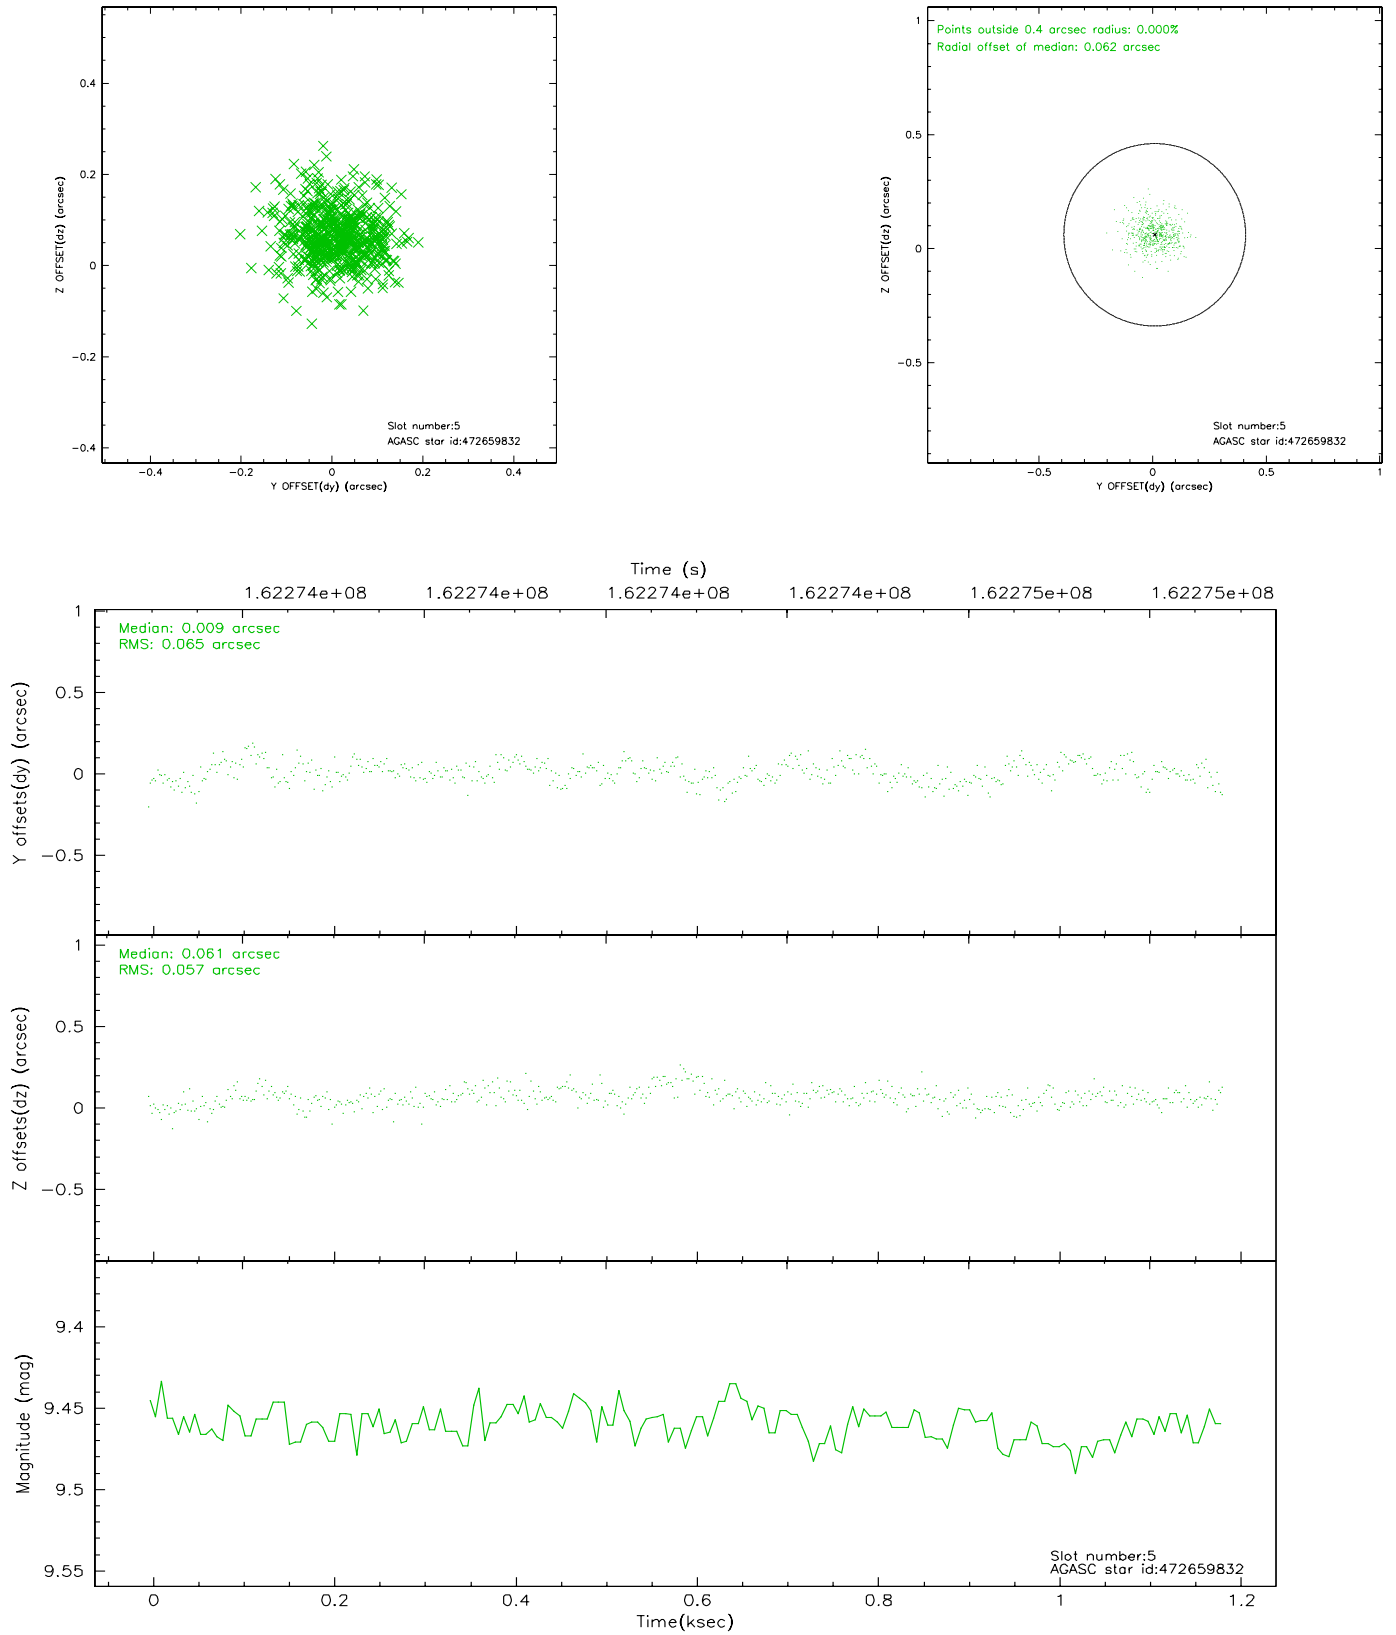 0.4
0.2
0
−0.2
−0.4
Z OFFSET(dz) (arcsec)
Slot number:5
AGASC star id:472659832
−0.4 −0.2 0 0.2 0.4
Y OFFSET(dy) (arcsec)
Points outside 0.4 arcsec radius: 0.000%
Radial offset of median: 0.062 arcsec
1
0.5
0
−0.5
Z OFFSET(dz) (arcsec)
Slot number:5
AGASC star id:472659832
−0.5 0 0.5 1
Y OFFSET(dy) (arcsec)
Time (s)
1.62274e+08 1.62274e+08 1.62274e+08 1.62274e+08 1.62275e+08 1.62275e+08
Median: 0.009 arcsec
RMS: 0.065 arcsec
1
0.5
0
−0.5
Y offsets(dy) (arcsec)
Median: 0.061 arcsec
RMS: 0.057 arcsec
1
0.5
0
−0.5
Z offsets(dz) (arcsec)
9.4
9.45
9.5
9.55
Magnitude (mag)
Slot number:5
AGASC star id:472659832
0 0.2 0.4 0.6 0.8 1 1.2
Time(ksec)